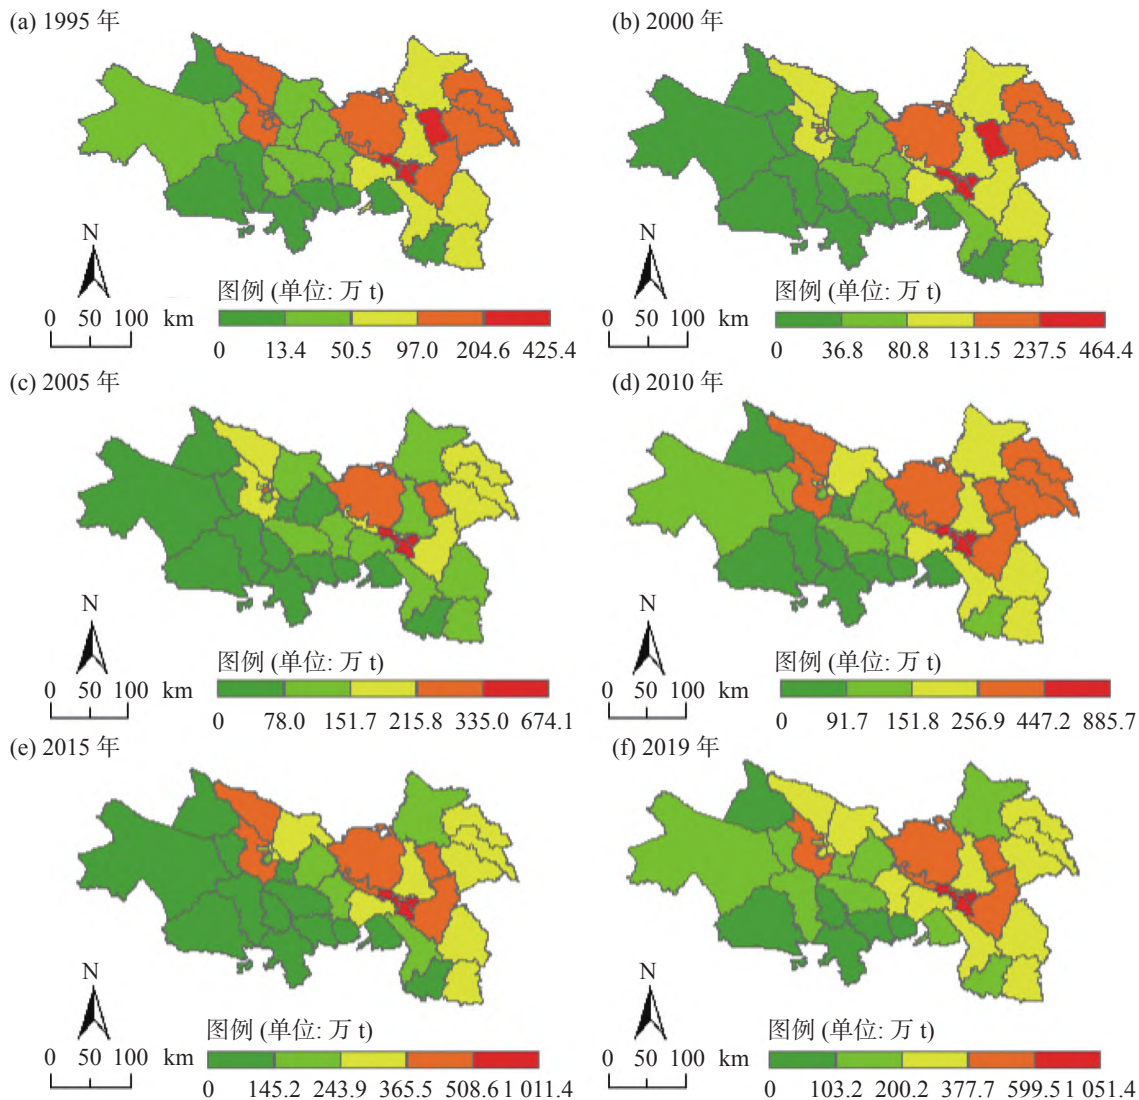 (a) 1995 年
N
图例 (单位: 万 t)
0 50 100 km
0 13.4 50.5 97.0 204.6 425.4
(b) 2000 年
N
图例 (单位: 万 t)
0 50 100 km
0 36.8 80.8 131.5 237.5 464.4
(c) 2005 年
N
图例 (单位: 万 t)
0 50 100 km
0 78.0 151.7 215.8 335.0 674.1
(d) 2010 年
N
图例 (单位: 万 t)
0 50 100 km
0 91.7 151.8 256.9 447.2 885.7
(e) 2015 年
N
图例 (单位: 万 t)
0 50 100 km
0 145.2 243.9 365.5 508.6 1 011.4
(f) 2019 年
N
图例 (单位: 万 t)
0 50 100 km
0 103.2 200.2 377.7 599.5 1 051.4